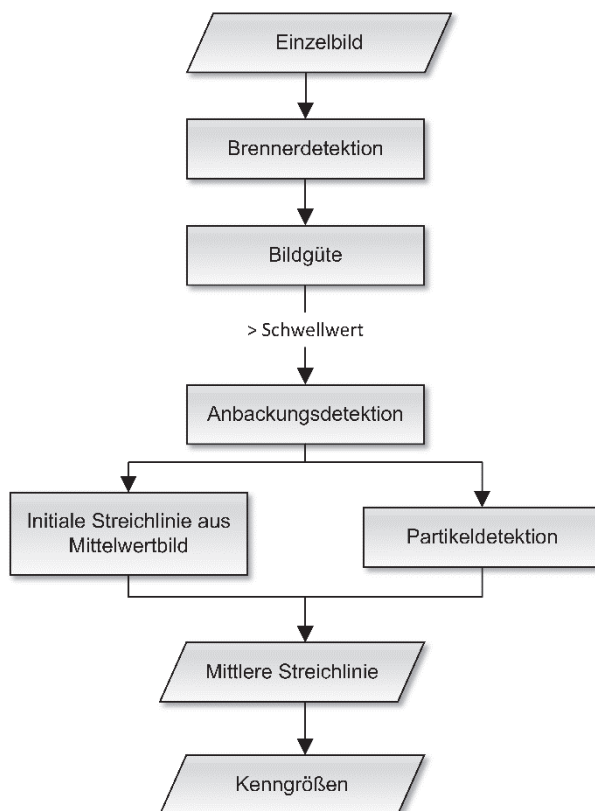 Einzelbild
Brennerdetektion
Bildgüte
> Schwellwert
Anbackungsdetektion
Initiale Streichlinie aus
Mittelwertbild
Partikeldetektion
Mittlere Streichlinie
Kenngrößen